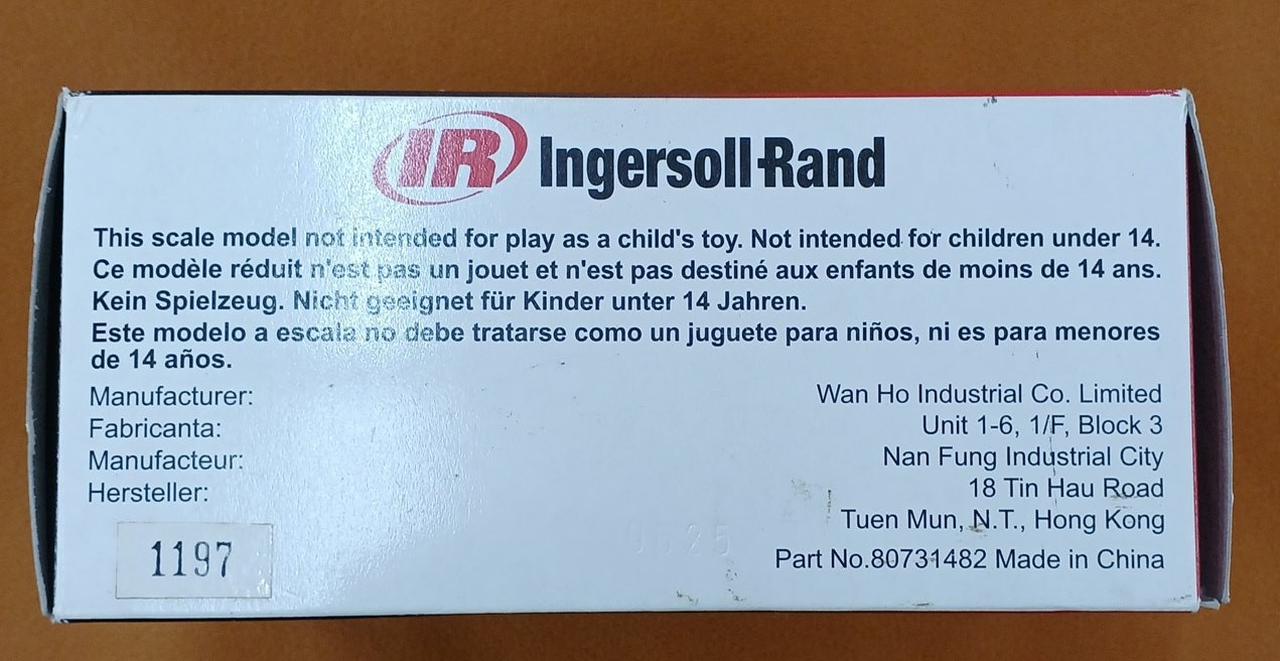 IR Ingersoll-Rand
This scale model not intended for play as a child's toy. Not intended for children under 14.
Ce modèle réduit n'est pas un jouet et n'est pas destiné aux enfants de moins de 14 ans.
Kein Spielzeug. Nicht geeignet für Kinder unter 14 Jahren.
Este modelo a escala no debe tratarse como un juguete para niños, ni es para menores
de 14 años.
Manufacturer:
Fabricanta:
Manufacteur:
Hersteller:
Wan Ho Industrial Co. Limited
Unit 1-6, 1/F, Block 3
Nan Fung Industrial City
18 Tin Hau Road
Tuen Mun, N.T., Hong Kong
Part No.80731482 Made in China
1197